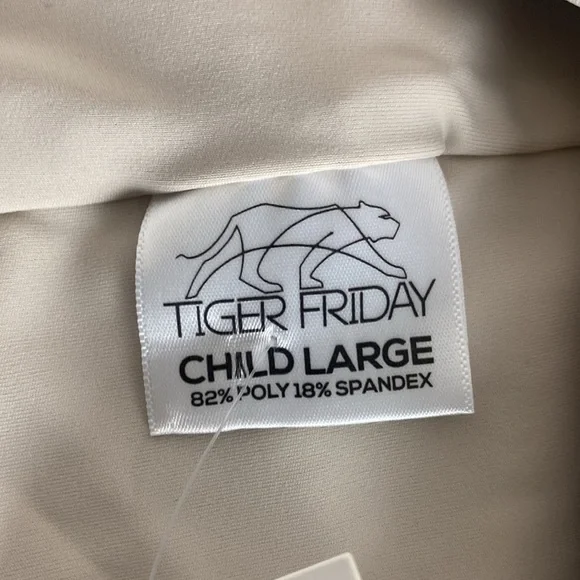 TIGER FRIDAY
CHILD LARGE
82% POLY 18% SPANDEX